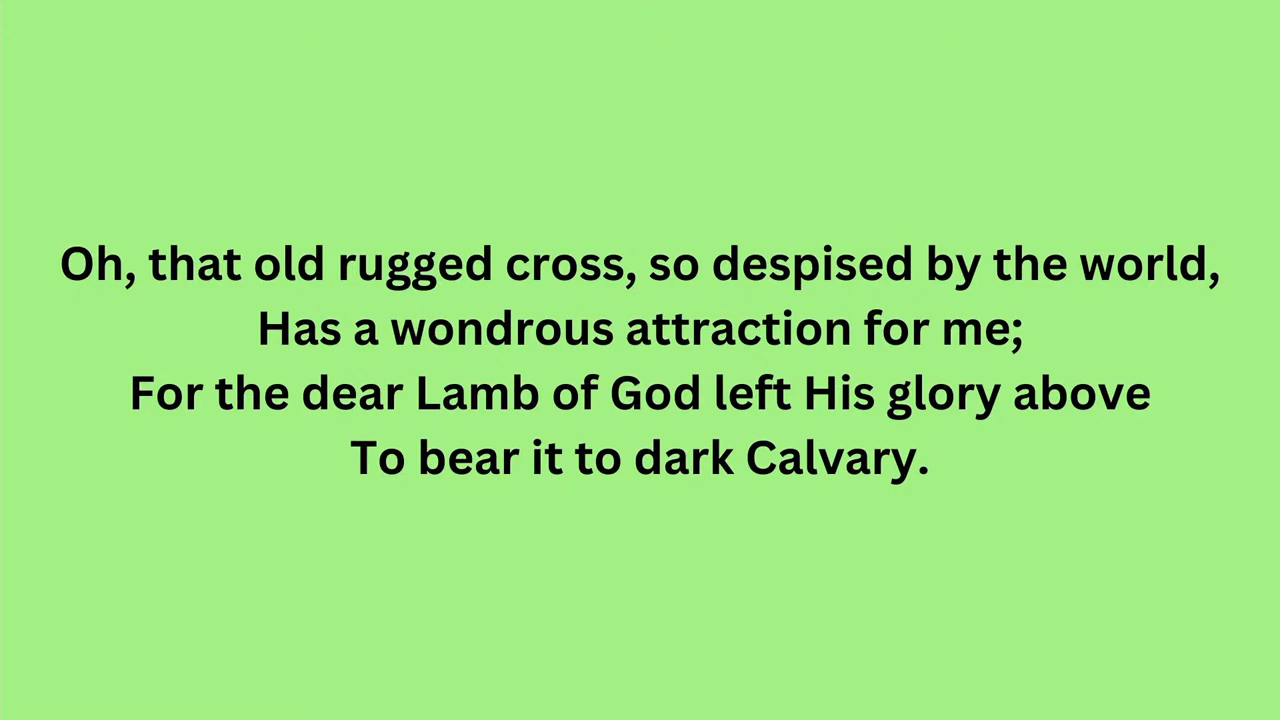 Oh, that old rugged cross, so despised by the world,
Has a wondrous attraction for me;
For the dear Lamb of God left His glory above
To bear it to dark Calvary.